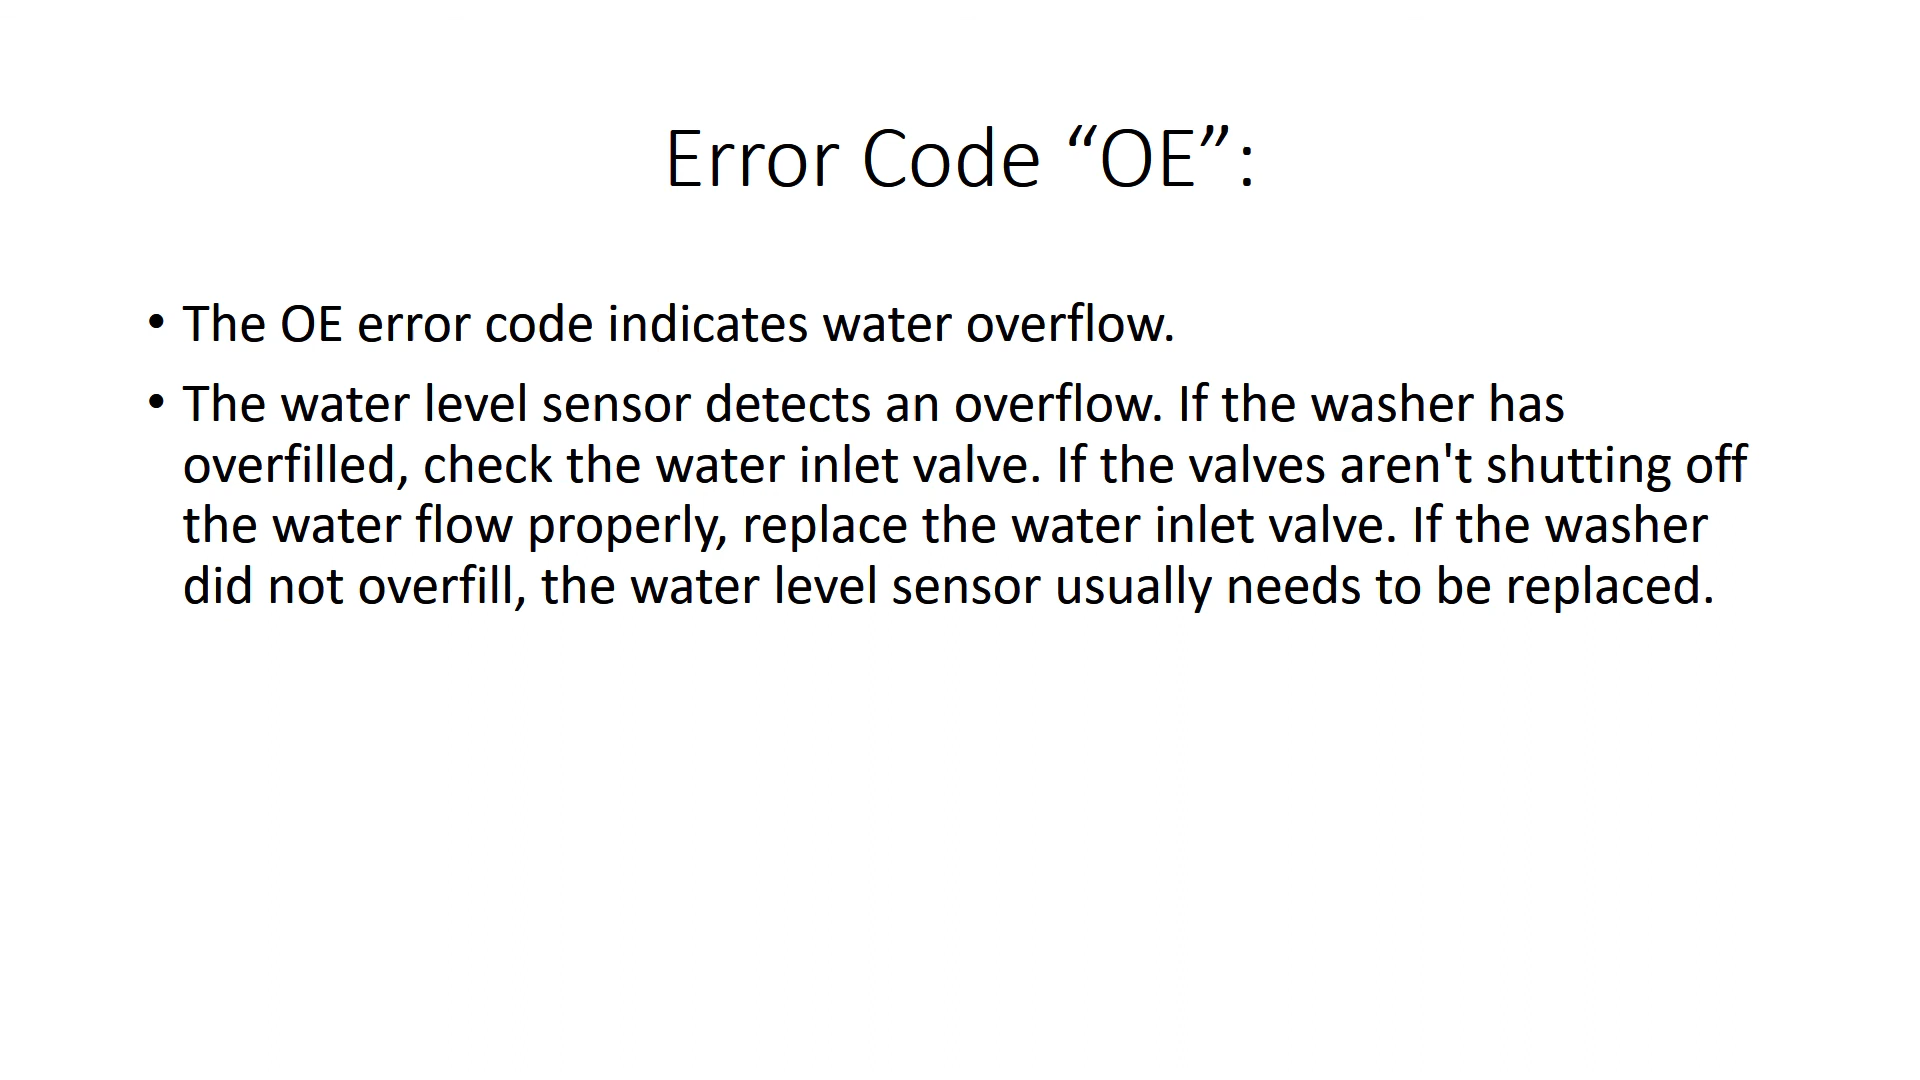 Error Code “OE”:
• The OE error code indicates water overflow.
• The water level sensor detects an overflow. If the washer has
overfilled, check the water inlet valve. If the valves aren't shutting off
the water flow properly, replace the water inlet valve. If the washer
did not overfill, the water level sensor usually needs to be replaced.